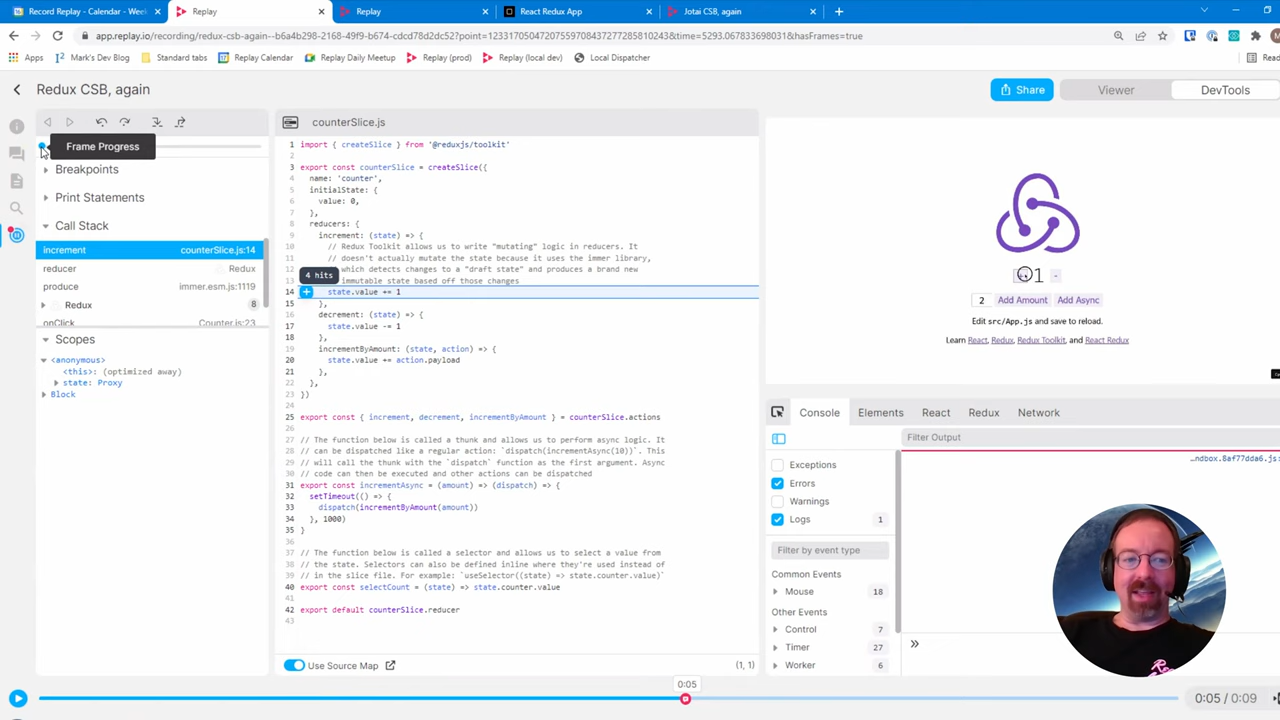 Record Replay - Calendar - Week
Replay
Replay
React Redux App
Jotai CSB, again
app.replay.io/recording/redux-csb-again--b6a4b298-2168-49f9-b674-cdcd78d2dc52?point=12331705047207559708437277285810243&time=5293.067833698031&hasFrames=true
Apps
Mark's Dev Blog
Standard tabs
Replay Calendar
Replay Daily Meetup
Replay (prod)
Replay (local dev)
Local Dispatcher
Read
Redux CSB, again
Share
Viewer
DevTools
Frame Progress
Breakpoints
Print Statements
Call Stack
increment counterSlice.js:14
reducer Redux
produce immer.esm.js:1119
Redux 8
onClick Counter.js:23
Scopes
<anonymous>
<this>: (optimized away)
state: Proxy
Block
counterSlice.js
1 import { createSlice } from '@reduxjs/toolkit'
2
3 export const counterSlice = createSlice({
4 name: 'counter',
5 initialState: {
6 value: 0,
7 },
8 reducers: {
9 increment: (state) => {
10 // Redux Toolkit allows us to write "mutating" logic in reducers. It
11 // doesn't actually mutate the state because it uses the immer library,
which detects changes to a "draft state" and produces a brand new
4 hits
immutable state based off those changes
14 state.value += 1
15 },
16 decrement: (state) => {
17 state.value -= 1
18 },
19 incrementByAmount: (state, action) => {
20 state.value += action.payload
21 },
22 },
23 })
24
25 export const { increment, decrement, incrementByAmount } = counterSlice.actions
26
27 // The function below is called a thunk and allows us to perform async logic. It
28 // can be dispatched like a regular action: `dispatch(incrementAsync(10))`. This
29 // will call the thunk with the `dispatch` function as the first argument. Async
30 // code can then be executed and other actions can be dispatched
31 export const incrementAsync = (amount) => (dispatch) => {
32 setTimeout(() => {
33 dispatch(incrementByAmount(amount))
34 }, 1000)
35 }
36
37 // The function below is called a selector and allows us to select a value from
38 // the state. Selectors can also be defined inline where they're used instead of
39 // in the slice file. For example: `useSelector((state) => state.counter.value)`
40 export const selectCount = (state) => state.counter.value
41
42 export default counterSlice.reducer
43
Use Source Map
(1, 1)
1 -
2 Add Amount Add Async
Edit src/App.js and save to reload.
Learn React, Redux, Redux Toolkit, and React Redux
Console
Elements
React
Redux
Network
Filter Output
Exceptions
Errors
Warnings
Logs 1
…ndbox.8af77dda6.js:
Filter by event type
Common Events
Mouse 18
Other Events
Control 7
Timer 27
Worker 6
0:05
0:05 / 0:09